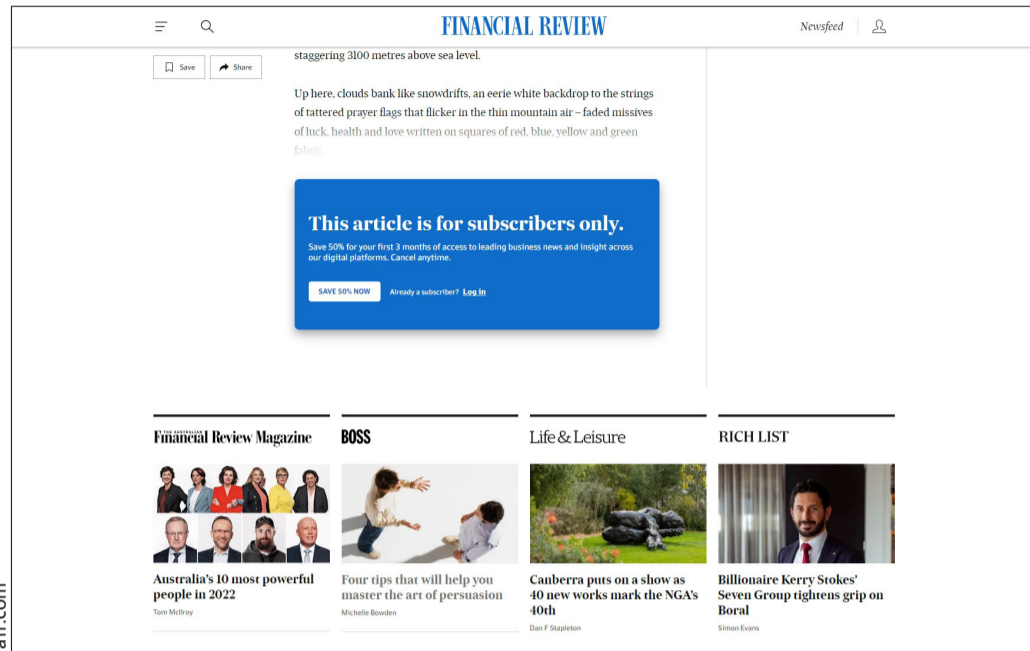 FINANCIAL REVIEW
Newsfeed
Save
Share
staggering 3100 metres above sea level.
Up here, clouds bank like snowdrifts, an eerie white backdrop to the strings
of tattered prayer flags that flicker in the thin mountain air – faded missives
of luck, health and love written on squares of red, blue, yellow and green
fabric.
This article is for subscribers only.
Save 50% for your first 3 months of access to leading business news and insight across
our digital platforms. Cancel anytime.
SAVE 50% NOW
Already a subscriber? Log in
THE AUSTRALIAN
Financial Review Magazine
BOSS
Life & Leisure
RICH LIST
Australia's 10 most powerful
people in 2022
Tom McIlroy
Four tips that will help you
master the art of persuasion
Michelle Bowden
Canberra puts on a show as
40 new works mark the NGA's
40th
Dan F Stapleton
Billionaire Kerry Stokes'
Seven Group tightens grip on
Boral
Simon Evans